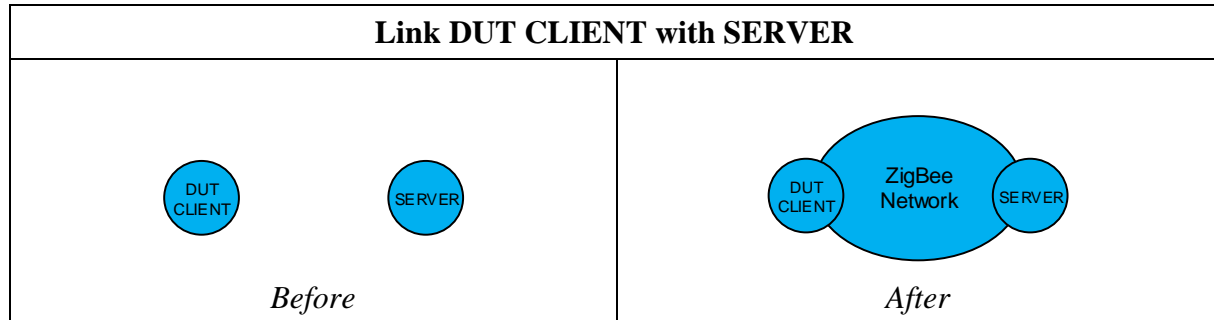 Link DUT CLIENT with SERVER
DUT
CLIENT
SERVER
Before
DUT
CLIENT
ZigBee
Network
SERVER
After